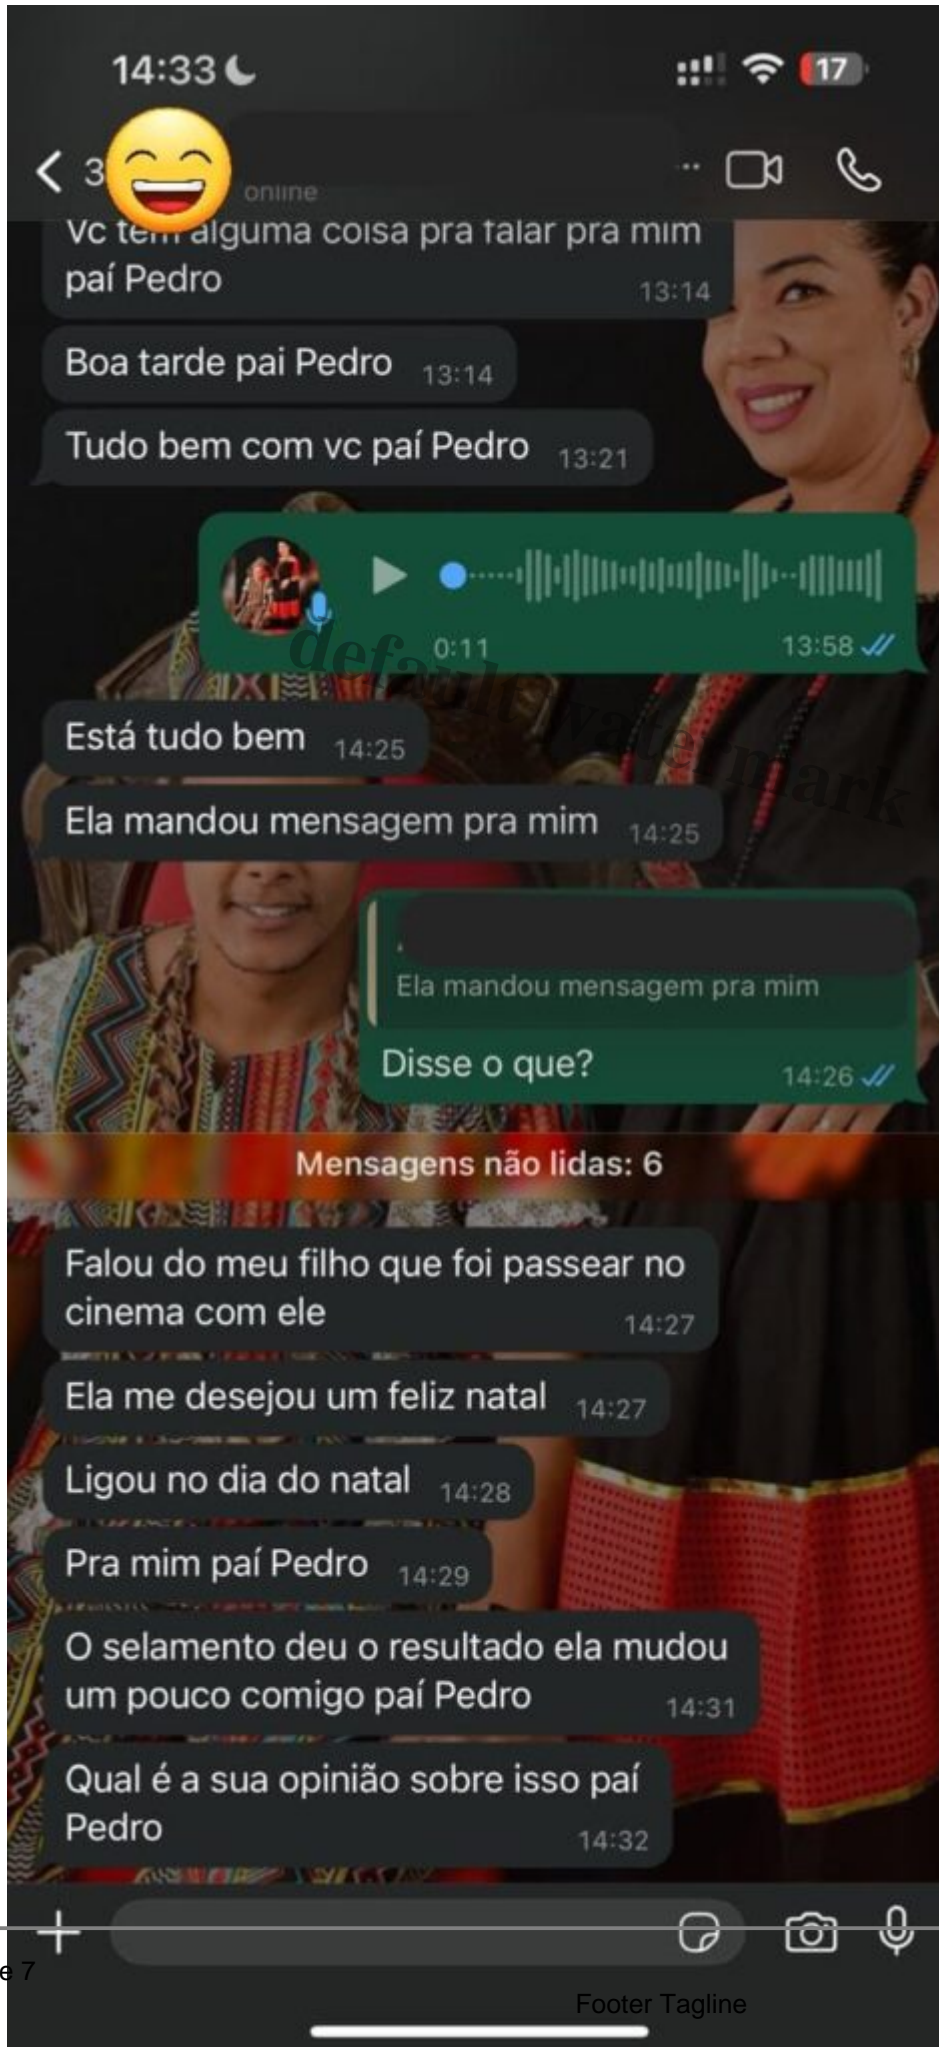 14:33
17
3
online
Vc tem alguma coisa pra falar pra mim
paí Pedro
13:14
Boa tarde pai Pedro
13:14
Tudo bem com vc paí Pedro
13:21
0:11
13:58
default watermark
Está tudo bem
14:25
Ela mandou mensagem pra mim
14:25
Ela mandou mensagem pra mim
Disse o que?
14:26
Mensagens não lidas: 6
Falou do meu filho que foi passear no
cinema com ele
14:27
Ela me desejou um feliz natal
14:27
Ligou no dia do natal
14:28
Pra mim paí Pedro
14:29
O selamento deu o resultado ela mudou
um pouco comigo paí Pedro
14:31
Qual é a sua opinião sobre isso paí
Pedro
14:32
e 7
Footer Tagline